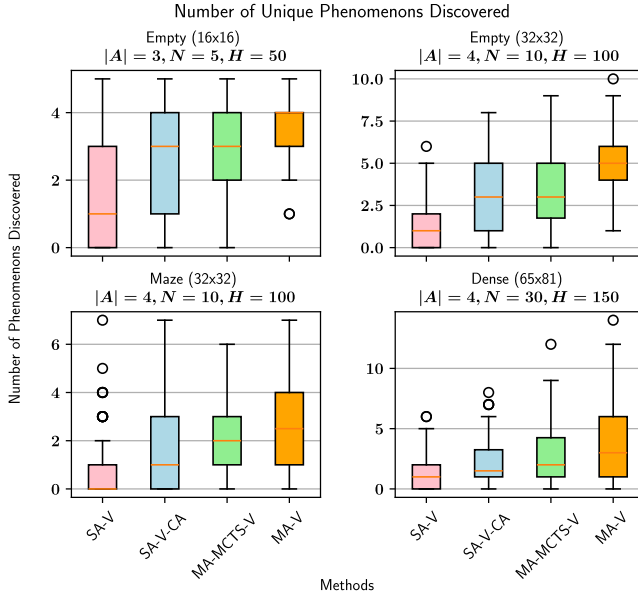 Number of Unique Phenomenons Discovered
Empty (16x16)
|A| = 3, N = 5, H = 50
4
2
0
Empty (32x32)
|A| = 4, N = 10, H = 100
10.0
7.5
5.0
2.5
0.0
Number of Phenomenons Discovered
Maze (32x32)
|A| = 4, N = 10, H = 100
6
4
2
0
SA-V
SA-V-CA
MA-MCTS-V
MA-V
Dense (65x81)
|A| = 4, N = 30, H = 150
10
5
0
SA-V
SA-V-CA
MA-MCTS-V
MA-V
Methods